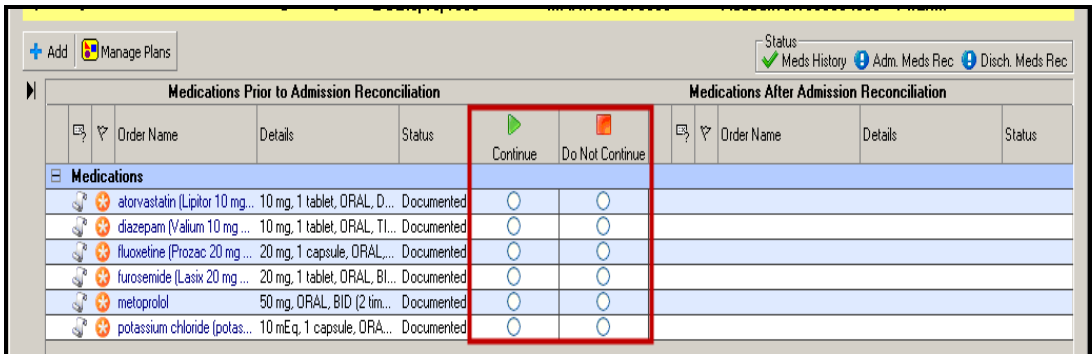 Add Manage Plans
Status
Meds History Adm. Meds Rec Disch. Meds Rec
Medications Prior to Admission Reconciliation Medications After Admission Reconciliation
Order Name Details Status Continue Do Not Continue Order Name Details Status
Medications
atorvastatin (Lipitor 10 mg... 10 mg, 1 tablet, ORAL, D... Documented
diazepam (Valium 10 mg ... 10 mg, 1 tablet, ORAL, TI... Documented
fluoxetine (Prozac 20 mg ... 20 mg, 1 capsule, ORAL,... Documented
furosemide (Lasix 20 mg ... 20 mg, 1 tablet, ORAL, BI... Documented
metoprolol 50 mg, ORAL, BID (2 tim... Documented
potassium chloride (potas... 10 mEq, 1 capsule, ORA... Documented